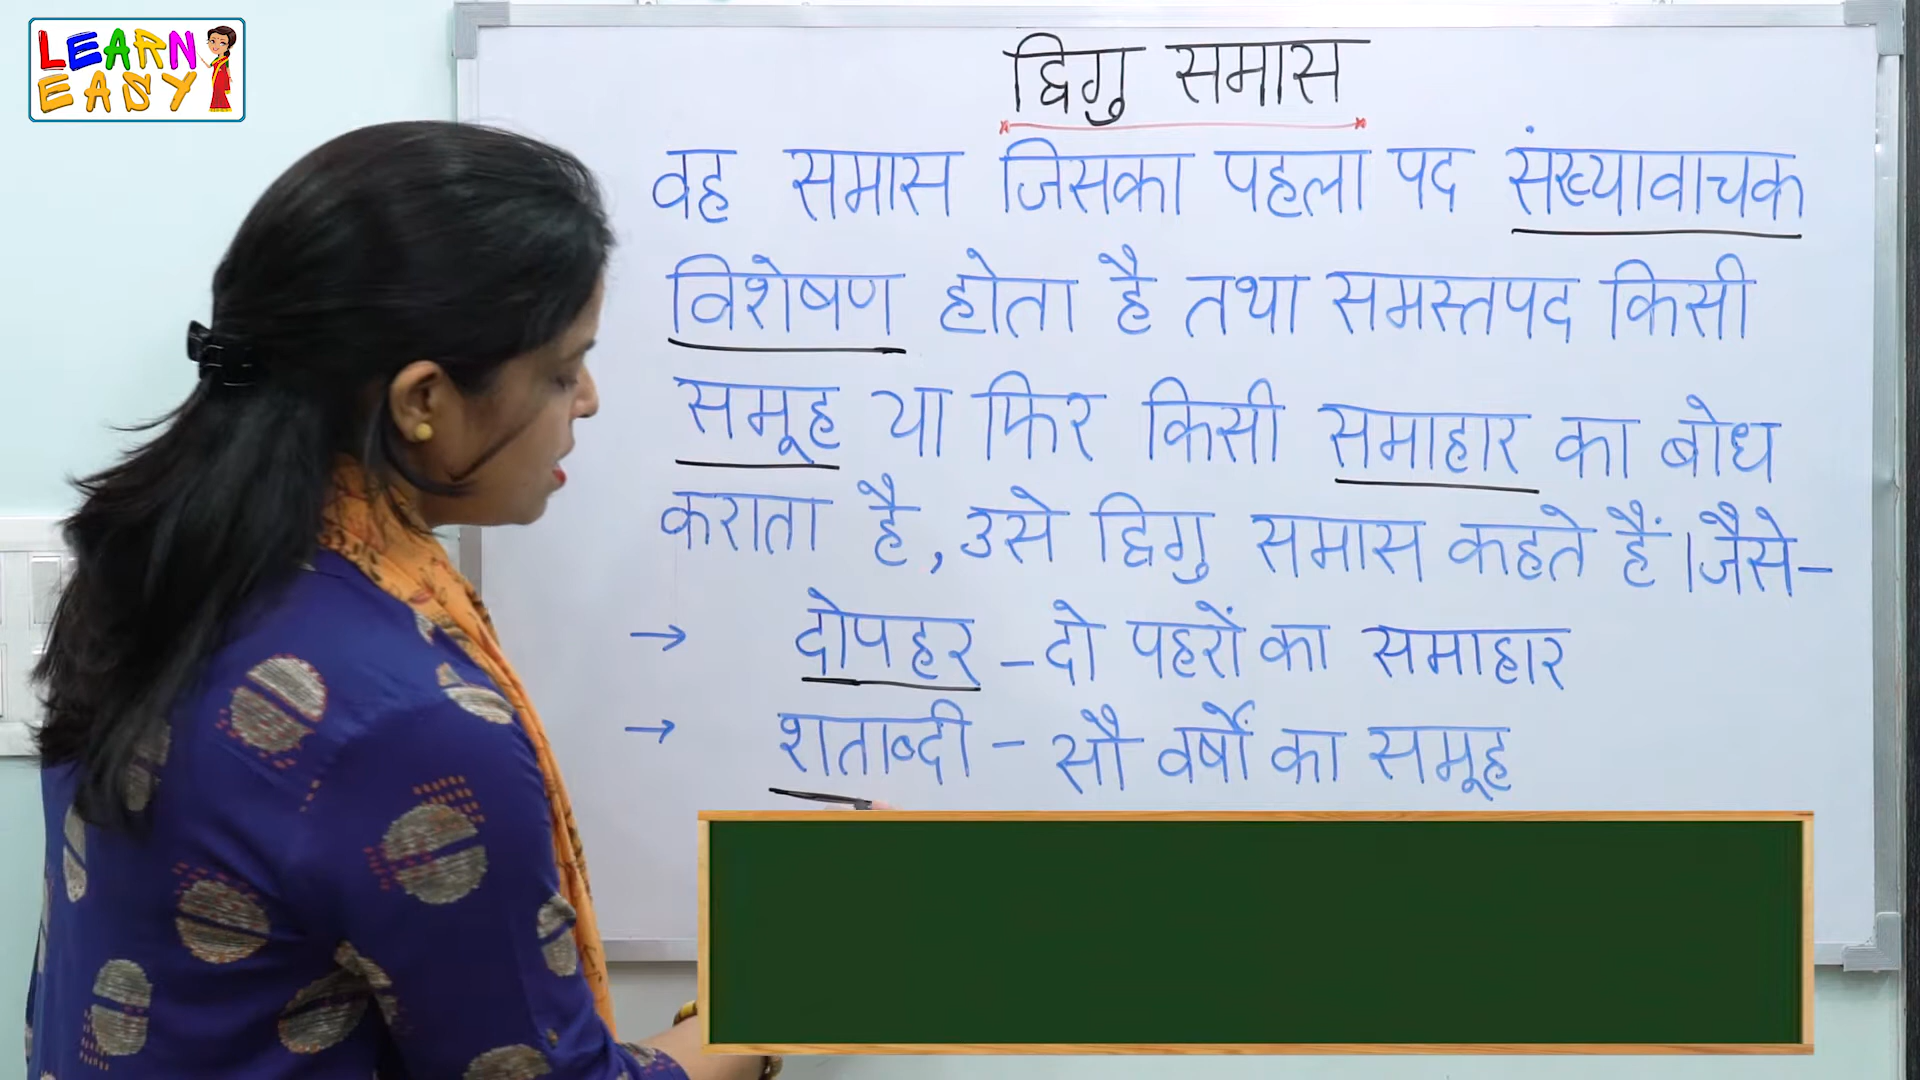 LEARN
EASY
द्विगु समास
वह समास जिसका पहला पद संख्यावाचक
विशेषण होता है तथा समस्तपद किसी
समूह या फिर किसी समाहार का बोध
कराता है, उसे द्विगु समास कहते हैं।जैसे-
→ दोपहर - दो पहरों का समाहार
→ शताब्दी - सौ वर्षों का समूह